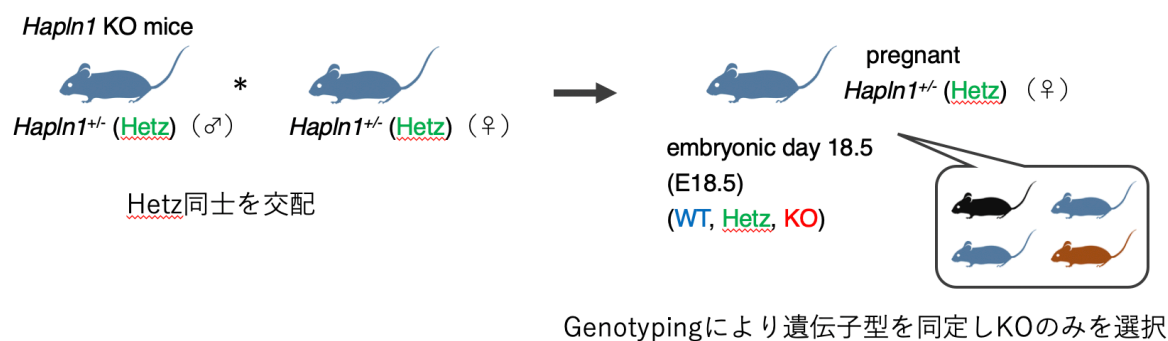 Hapln1 KO mice
*
Hapln1+/- (Hetz)（♂）
Hapln1+/- (Hetz)（♀）
Hetz同士を交配
pregnant
Hapln1+/- (Hetz)（♀）
embryonic day 18.5
(E18.5)
(WT, Hetz, KO)
Genotypingにより遺伝子型を同定しKOのみを選択